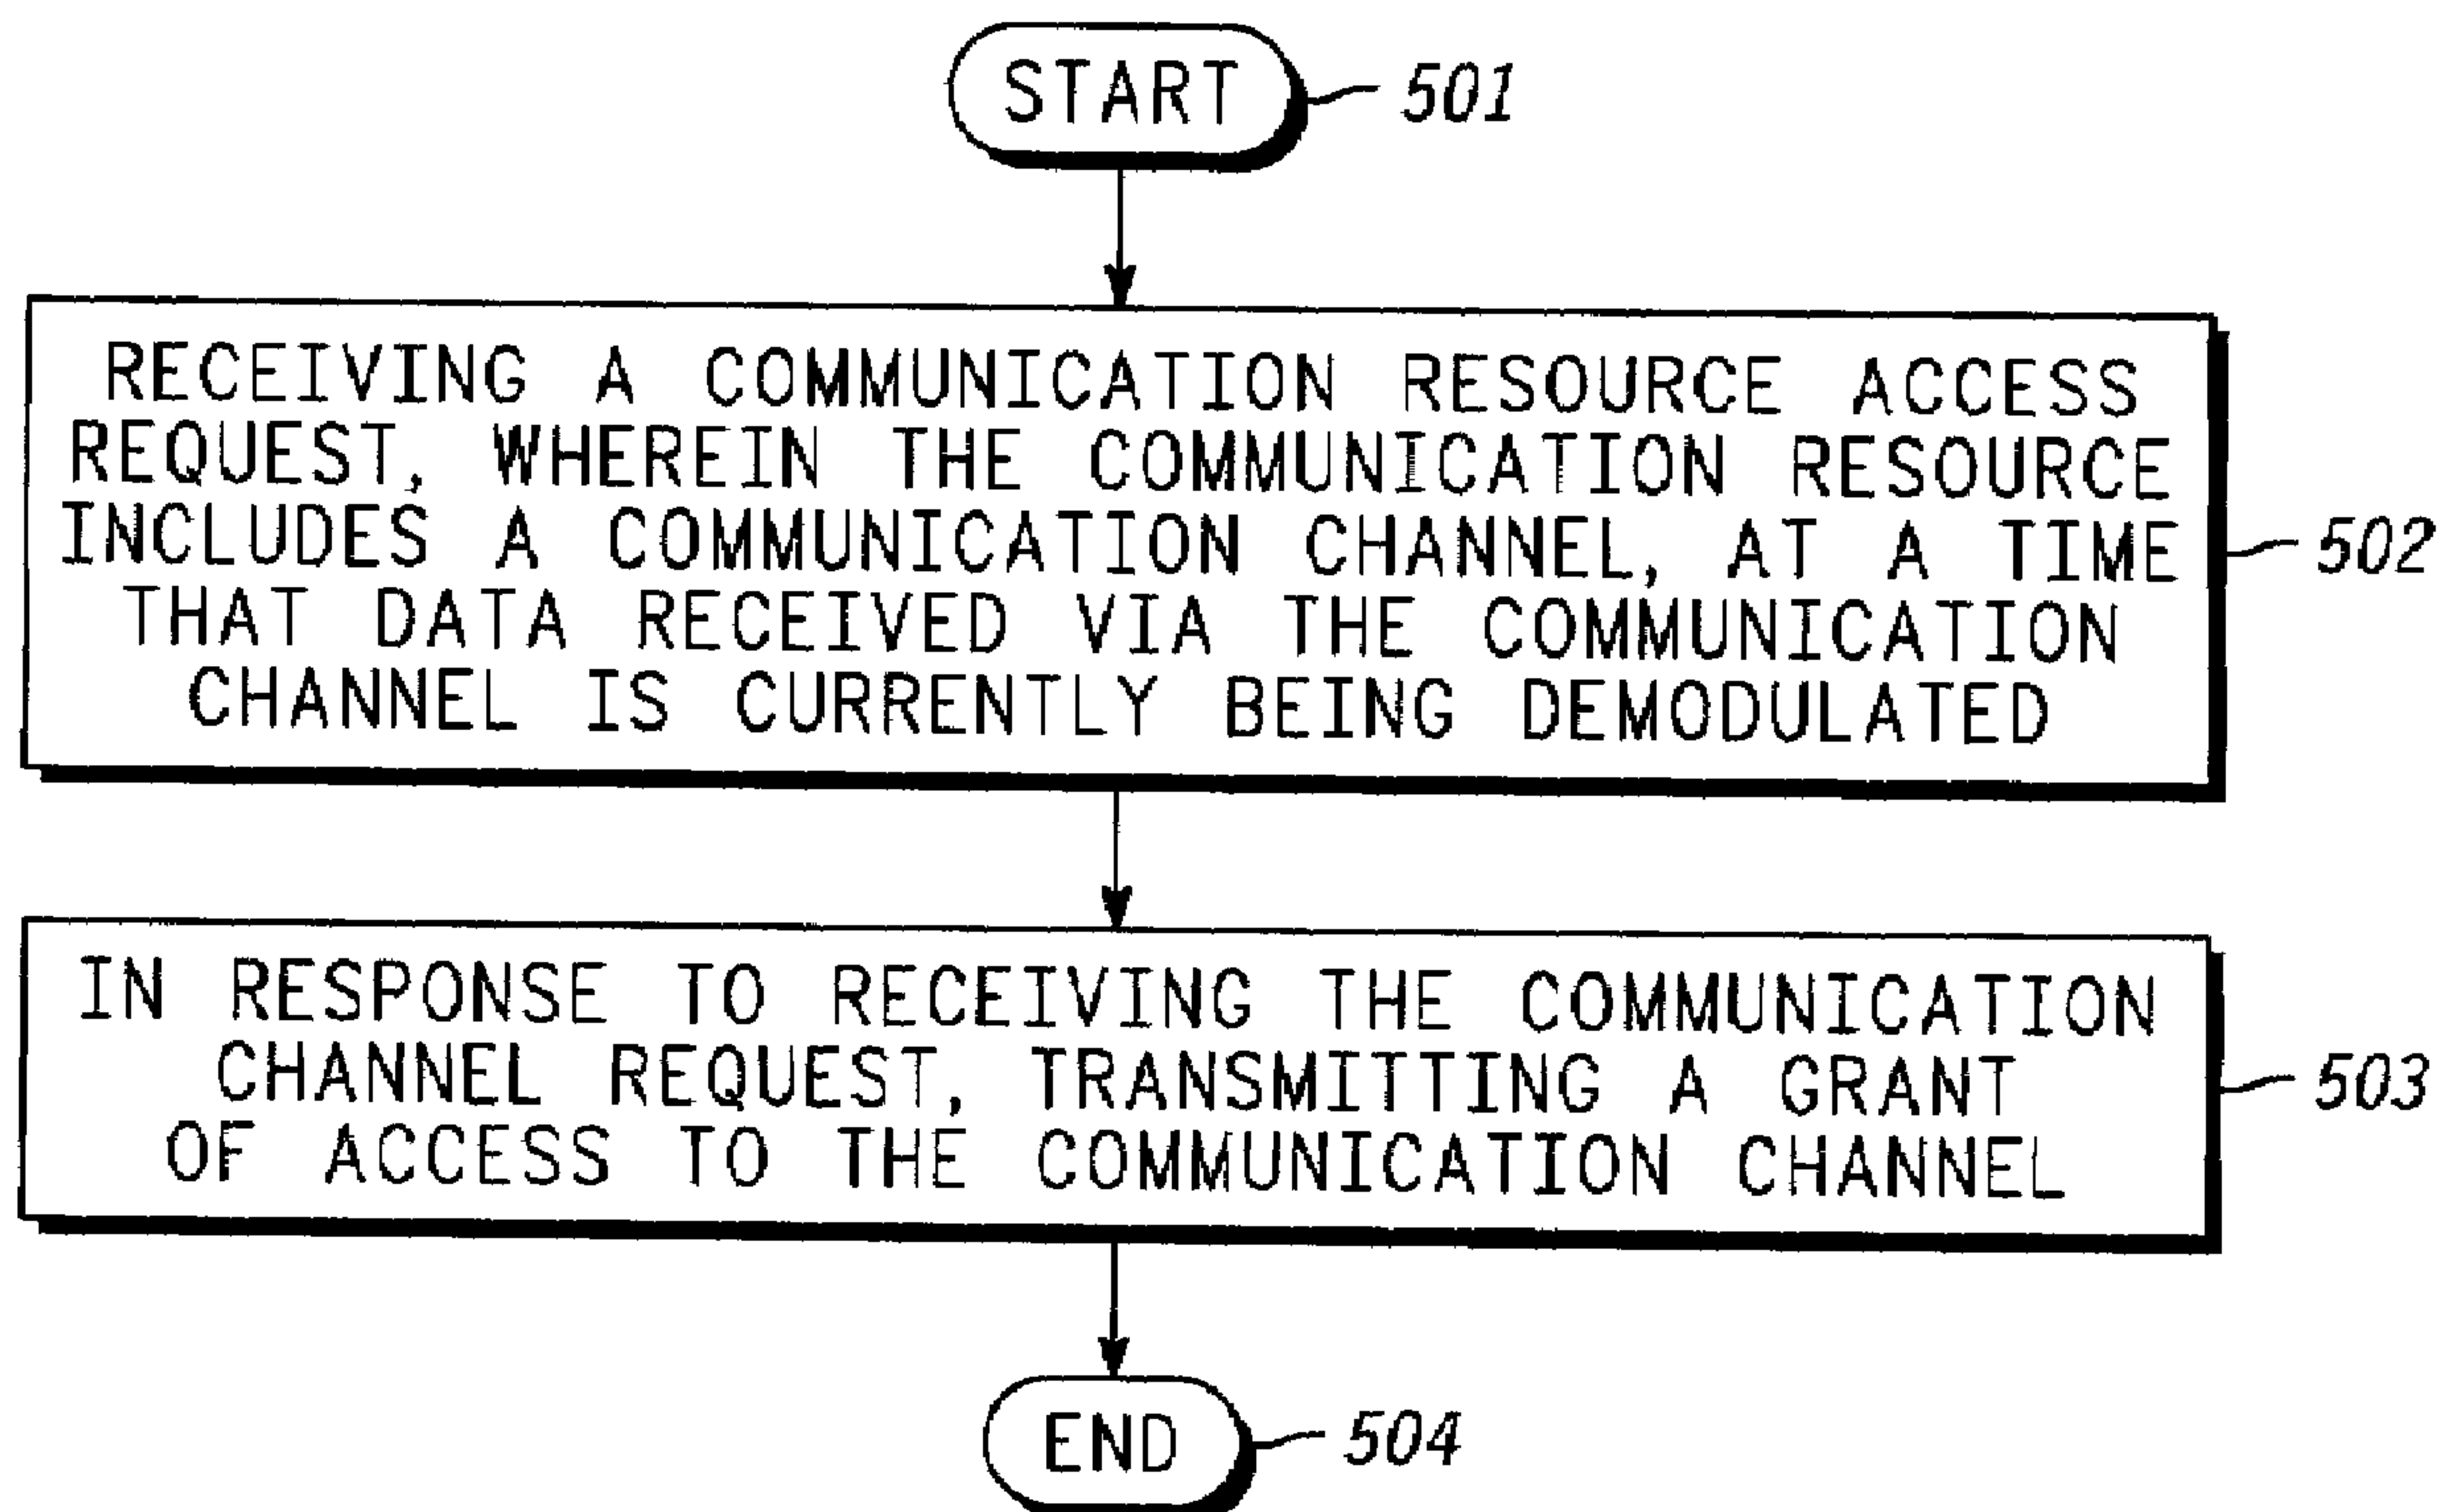 START 501
RECEIVING A COMMUNICATION RESOURCE ACCESS
REQUEST, WHEREIN THE COMMUNICATION RESOURCE
INCLUDES A COMMUNICATION CHANNEL, AT A TIME
THAT DATA RECEIVED VIA THE COMMUNICATION
CHANNEL IS CURRENTLY BEING DEMODULATED
502
IN RESPONSE TO RECEIVING THE COMMUNICATION
CHANNEL REQUEST, TRANSMITTING A GRANT
OF ACCESS TO THE COMMUNICATION CHANNEL
503
END 504